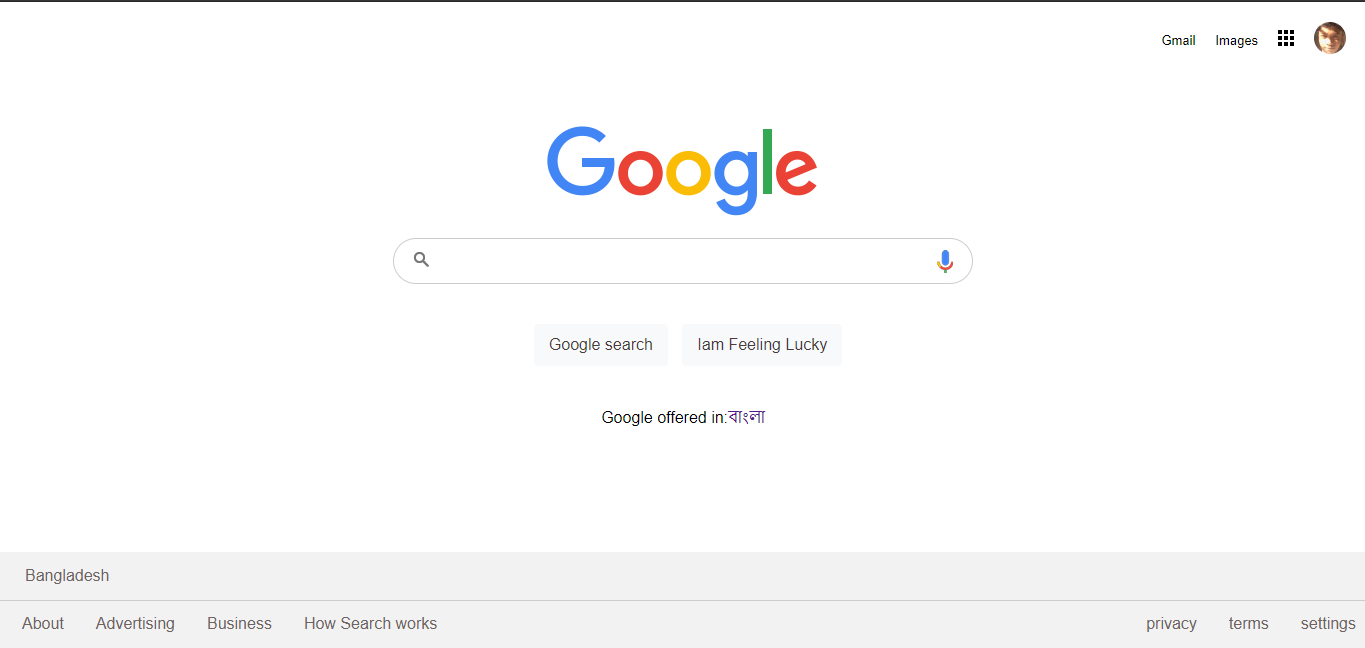 Gmail Images
Google
Google search Iam Feeling Lucky
Google offered in:বাংলা
Bangladesh
About Advertising Business How Search works privacy terms settings